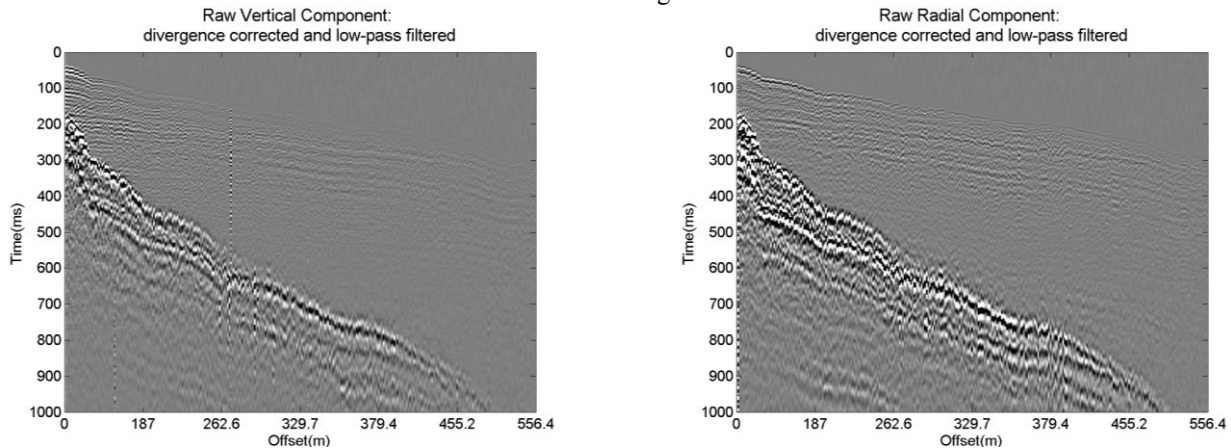 Raw Vertical Component:
divergence corrected and low-pass filtered
0
100
200
300
400
500
600
700
800
900
1000
Time(ms)
0 187 262.6 329.7 379.4 455.2 556.4
Offset(m)
Raw Radial Component:
divergence corrected and low-pass filtered
0
100
200
300
400
500
600
700
800
900
1000
Time(ms)
0 187 262.6 329.7 379.4 455.2 556.4
Offset(m)